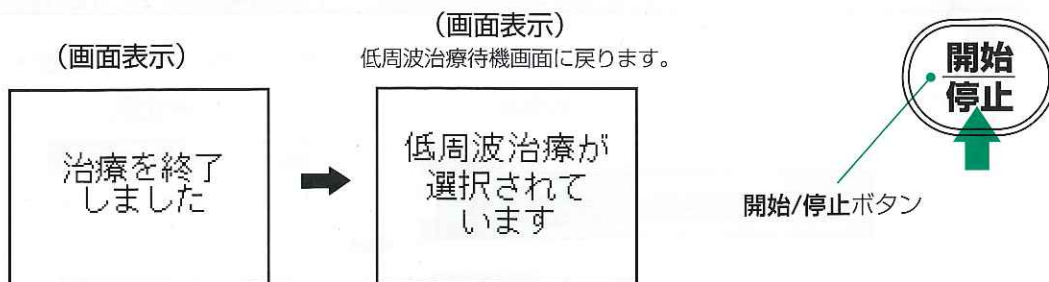 (画面表示)
治療を終了
しました
(画面表示)
低周波治療待機画面に戻ります。
低周波治療が
選択されて
います
開始
停止
開始/停止ボタン